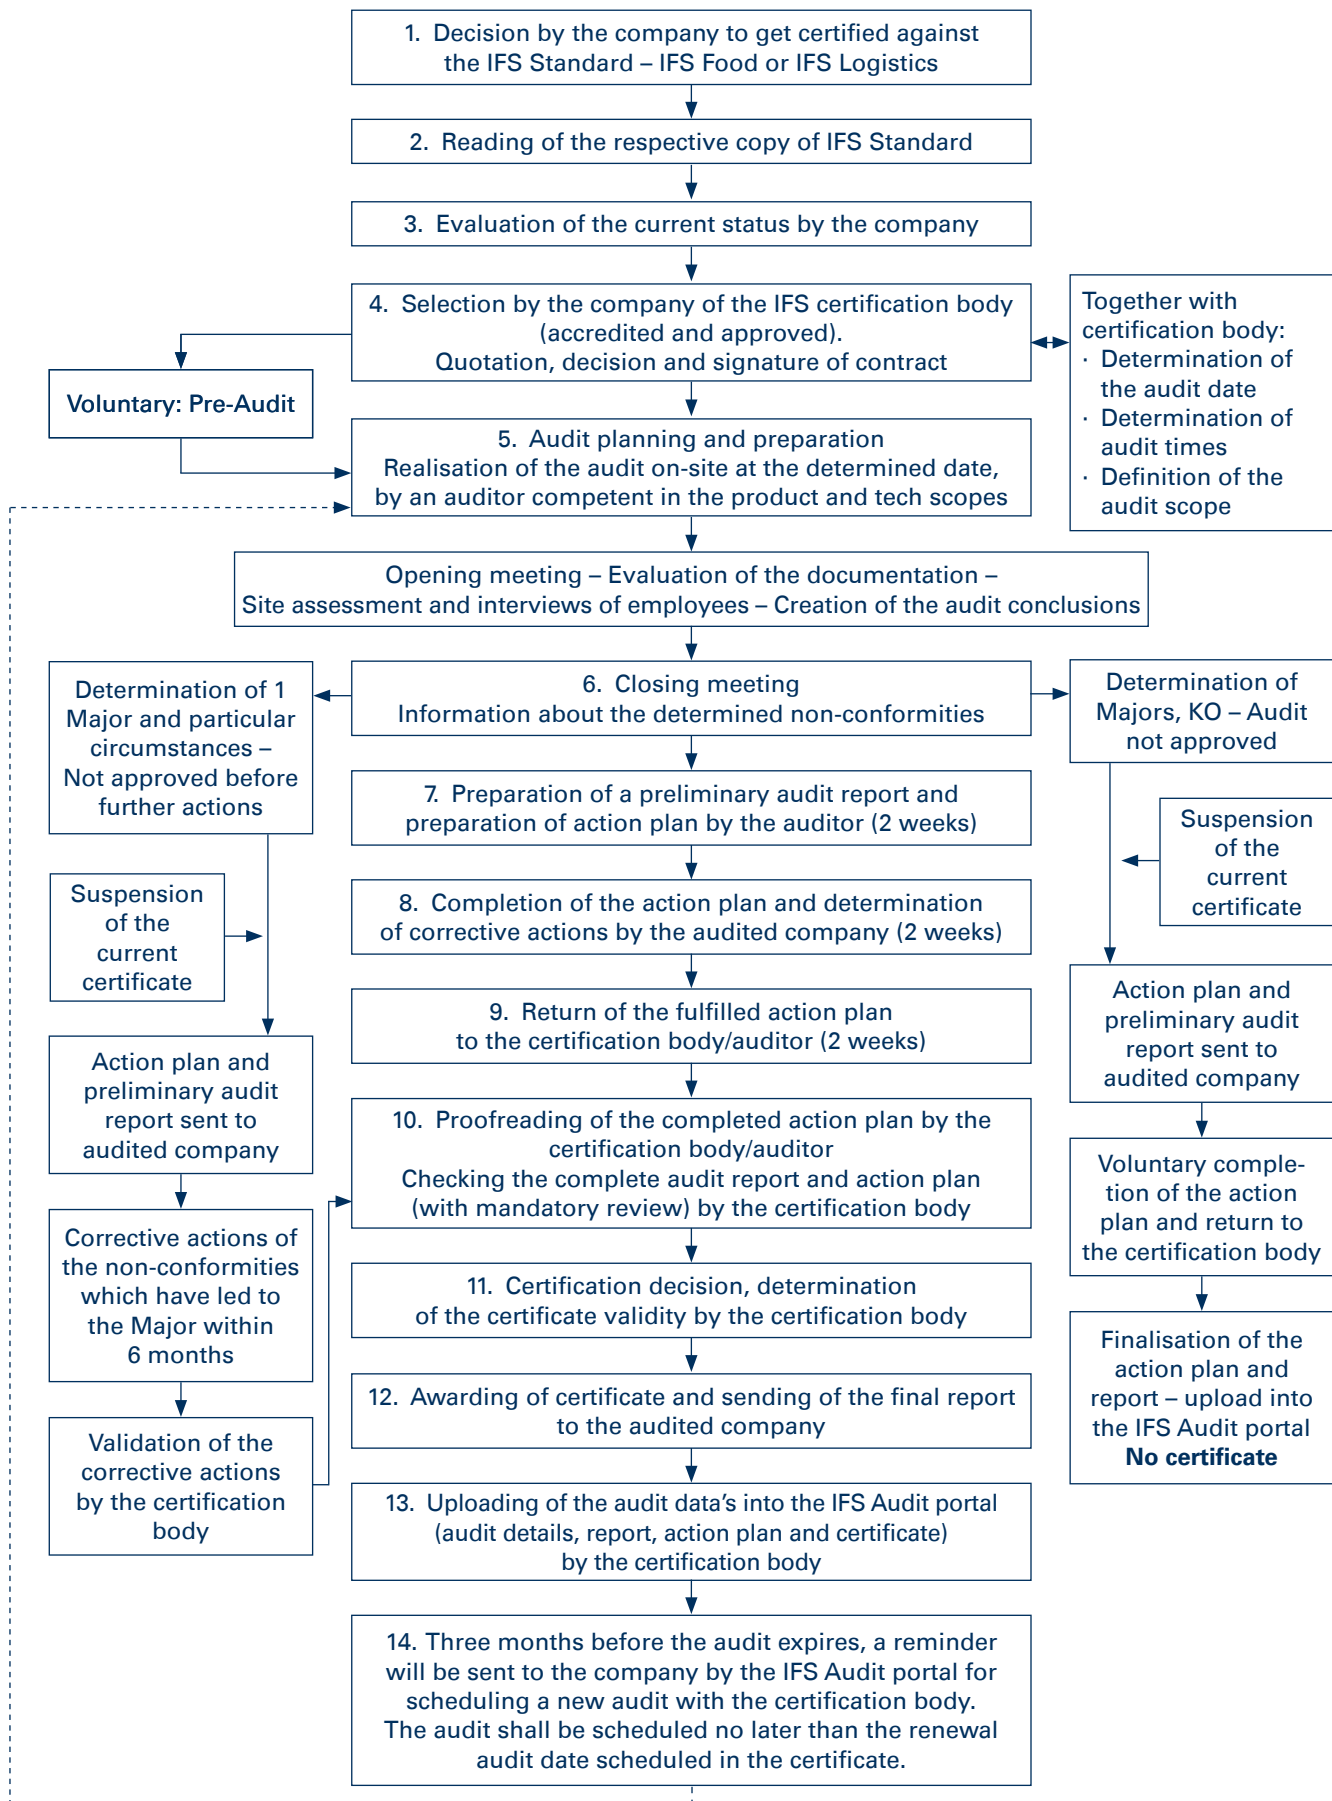 1. Decision by the company to get certified against
the IFS Standard – IFS Food or IFS Logistics
2. Reading of the respective copy of IFS Standard
3. Evaluation of the current status by the company
4. Selection by the company of the IFS certification body
(accredited and approved).
Quotation, decision and signature of contract
Together with
certification body:
· Determination of
the audit date
· Determination of
audit times
· Definition of the
audit scope
Voluntary: Pre-Audit
5. Audit planning and preparation
Realisation of the audit on-site at the determined date,
by an auditor competent in the product and tech scopes
Opening meeting – Evaluation of the documentation –
Site assessment and interviews of employees – Creation of the audit conclusions
Determination of 1
Major and particular
circumstances –
Not approved before
further actions
6. Closing meeting
Information about the determined non-conformities
Determination of
Majors, KO – Audit
not approved
7. Preparation of a preliminary audit report and
preparation of action plan by the auditor (2 weeks)
Suspension
of the
current
certificate
Suspension
of the
current
certificate
8. Completion of the action plan and determination
of corrective actions by the audited company (2 weeks)
9. Return of the fulfilled action plan
to the certification body/auditor (2 weeks)
Action plan and
preliminary audit
report sent to
audited company
Action plan and
preliminary audit
report sent to
audited company
10. Proofreading of the completed action plan by the
certification body/auditor
Checking the complete audit report and action plan
(with mandatory review) by the certification body
Voluntary comple-
tion of the action
plan and return to
the certification body
Corrective actions of
the non-conformities
which have led to
the Major within
6 months
11. Certification decision, determination
of the certificate validity by the certification body
Finalisation of the
action plan and
report – upload into
the IFS Audit portal
No certificate
12. Awarding of certificate and sending of the final report
to the audited company
Validation of the
corrective actions
by the certification
body
13. Uploading of the audit data's into the IFS Audit portal
(audit details, report, action plan and certificate)
by the certification body
14. Three months before the audit expires, a reminder
will be sent to the company by the IFS Audit portal for
scheduling a new audit with the certification body.
The audit shall be scheduled no later than the renewal
audit date scheduled in the certificate.